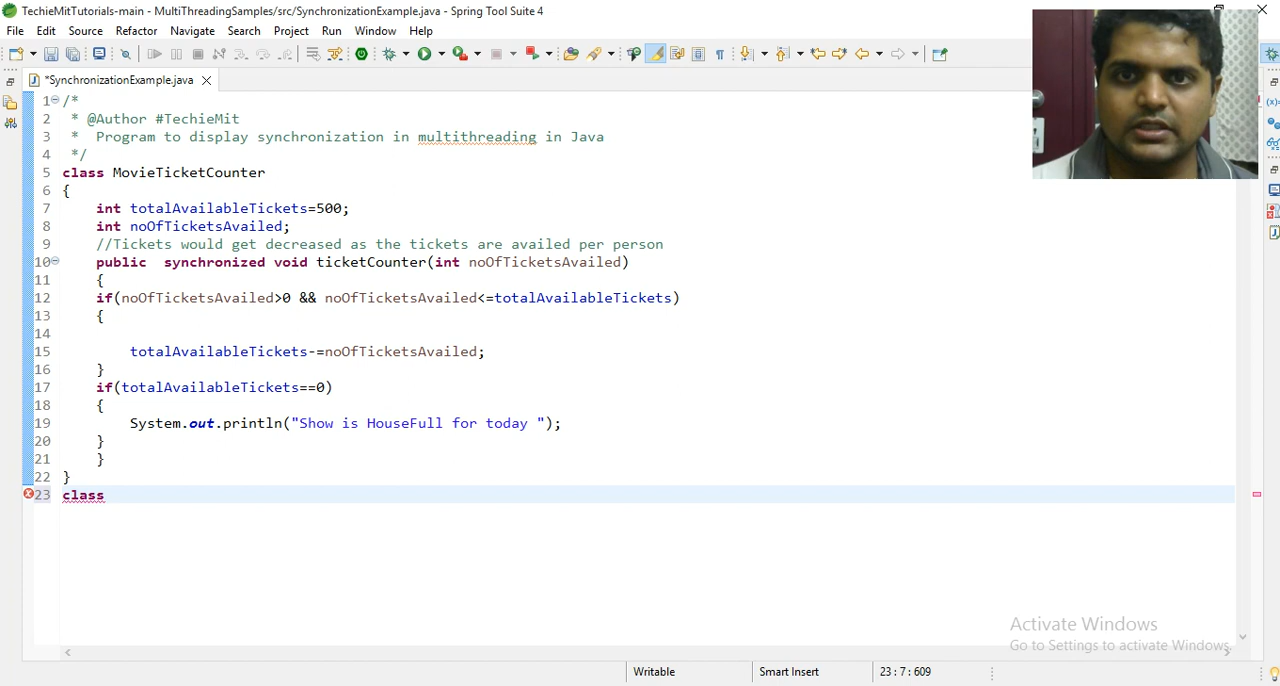 TechieMitTutorials-main - MultiThreadingSamples/src/SynchronizationExample.java - Spring Tool Suite 4
File Edit Source Refactor Navigate Search Project Run Window Help
*SynchronizationExample.java
1 /*
2  * @Author #TechieMit
3  *  Program to display synchronization in multithreading in Java
4  */
5 class MovieTicketCounter
6 {
7     int totalAvailableTickets=500;
8     int noOfTicketsAvailed;
9     //Tickets would get decreased as the tickets are availed per person
10     public  synchronized void ticketCounter(int noOfTicketsAvailed)
11     {
12     if(noOfTicketsAvailed>0 && noOfTicketsAvailed<=totalAvailableTickets)
13     {
14
15         totalAvailableTickets-=noOfTicketsAvailed;
16     }
17     if(totalAvailableTickets==0)
18     {
19         System.out.println("Show is HouseFull for today ");
20     }
21     }
22 }
23 class
Activate Windows
Go to Settings to activate Windows.
Writable Smart Insert 23 : 7 : 609